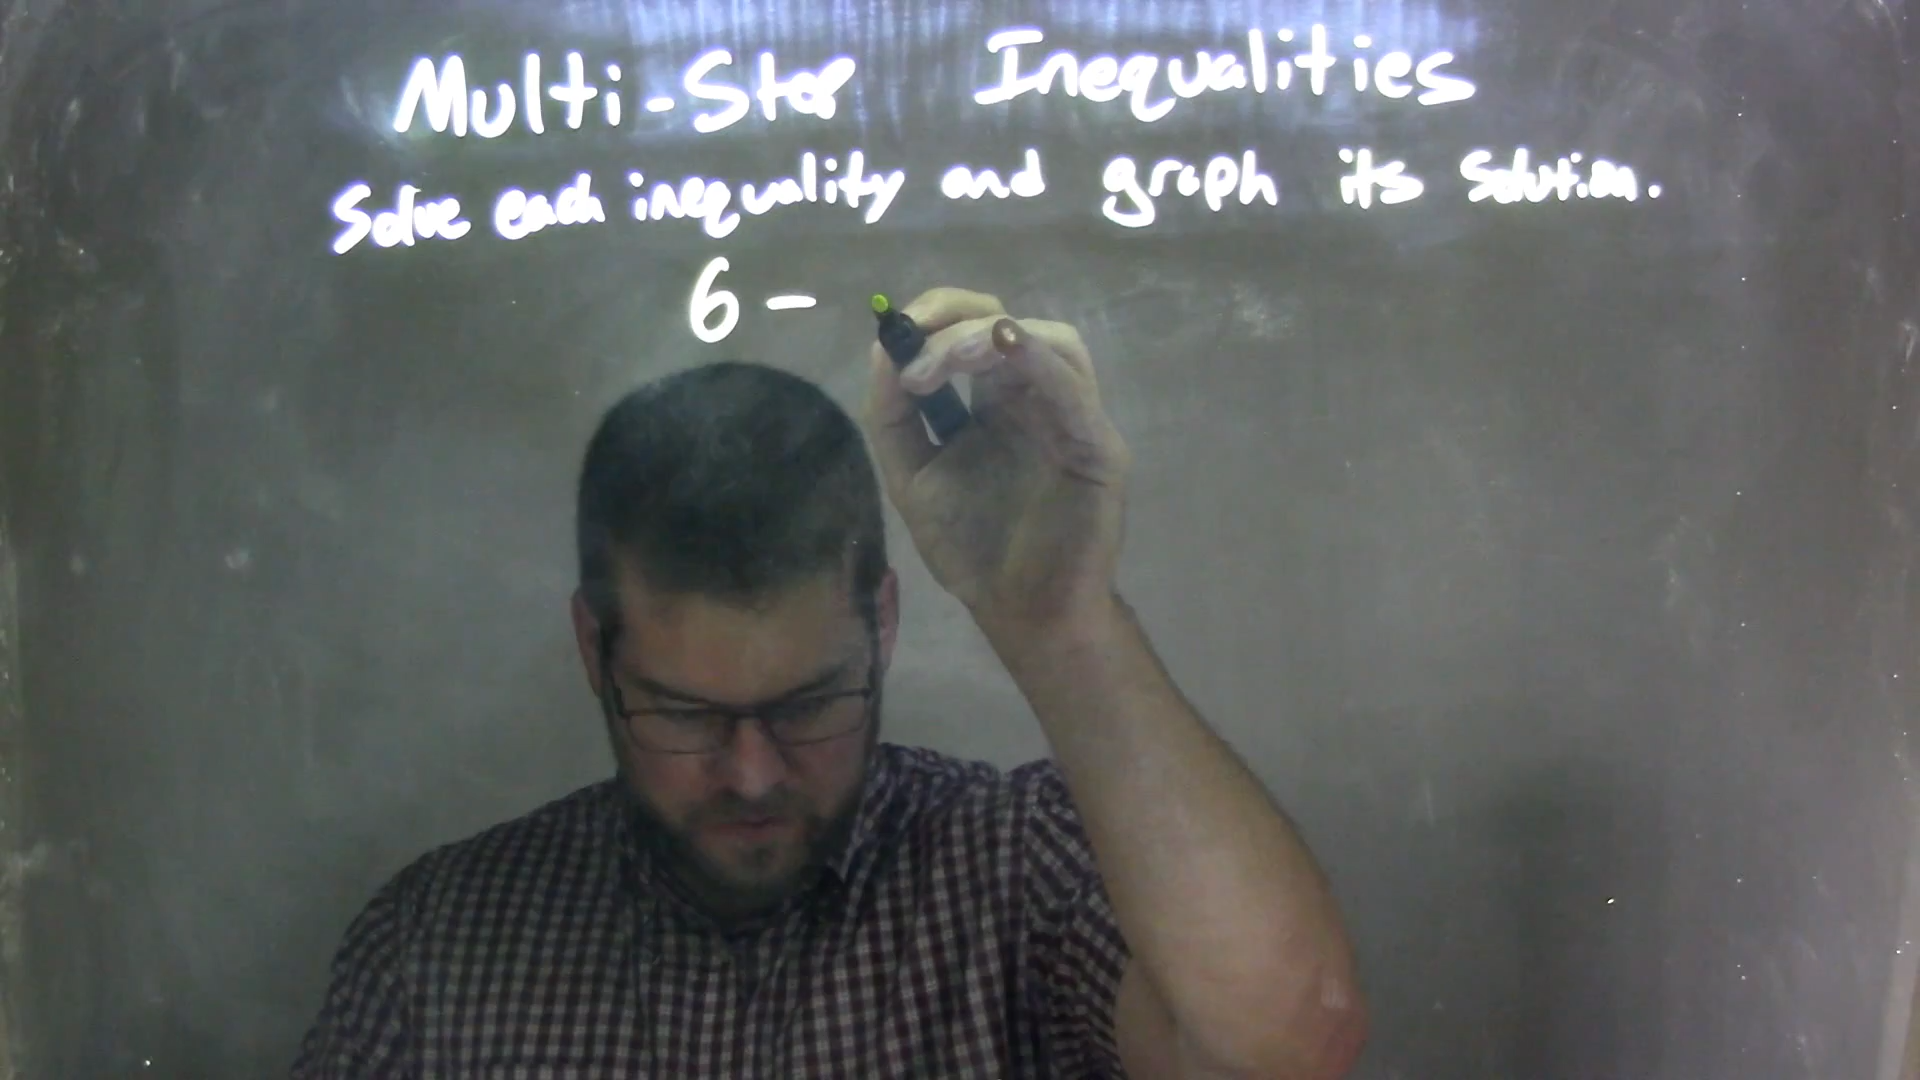 Multi-Step Inequalities
Solve each inequality and graph its solution.
6 -